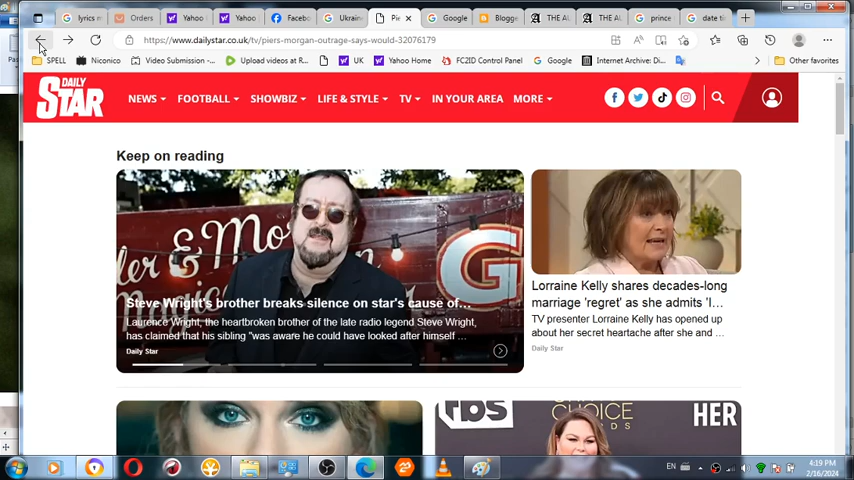 lyrics m
Orders
Yahoo
Yahoo
Facebo
Ukraine
Pie
Google
Blogge
THE AU
THE AU
prince
date ti
https://www.dailystar.co.uk/tv/piers-morgan-outrage-says-would-32076179
SPELL
Niconico
Video Submission -...
Upload videos at R...
UK
Yahoo Home
FC2ID Control Panel
Google
Internet Archive: Di...
Other favorites
DAILY
STAR
NEWS
FOOTBALL
SHOWBIZ
LIFE & STYLE
TV
IN YOUR AREA
MORE
Keep on reading
Steve Wright's brother breaks silence on star's cause of...
Laurence Wright, the heartbroken brother of the late radio legend Steve Wright,
has claimed that his sibling "was aware he could have looked after himself ...
Daily Star
Lorraine Kelly shares decades-long
marriage 'regret' as she admits 'I...
TV presenter Lorraine Kelly has opened up
about her secret heartache after she and ...
Daily Star
tbs
CHOICE
HER
EN
4:19 PM
2/16/2024